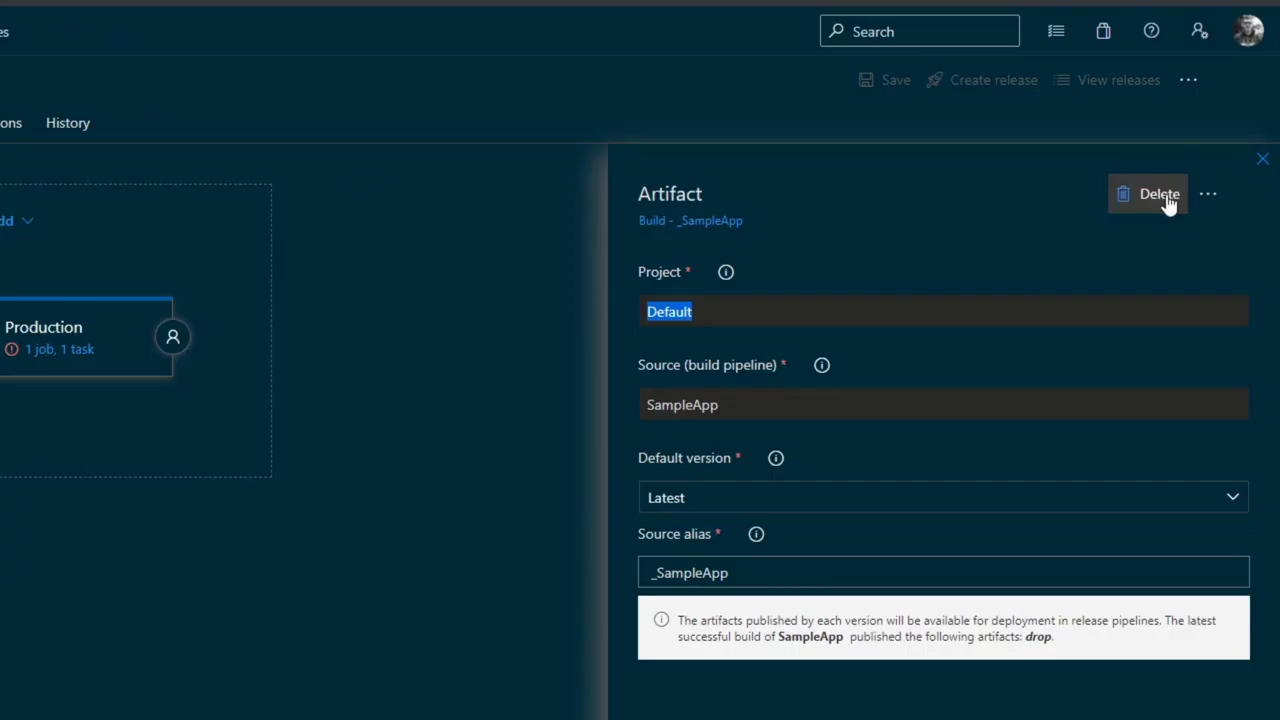 es
Search
Save
Create release
View releases
ons
History
Artifact
Delete
Build - _SampleApp
dd
Project *
Default
Production
1 job, 1 task
Source (build pipeline) *
SampleApp
Default version *
Latest
Source alias *
_SampleApp
The artifacts published by each version will be available for deployment in release pipelines. The latest
successful build of SampleApp published the following artifacts: drop.